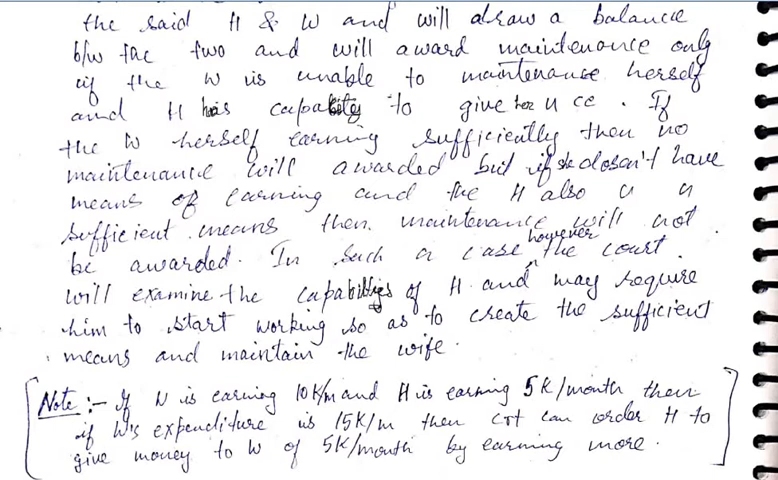 the said H & W and will draw a balance
b/w the two and will award maintenance only
if the W is unable to maintenance herself
and H has capability to give her u ce. If
the W herself earning sufficiently then no
maintenance will awarded but if she doesn't have
means of earning and the H also u u
sufficient means then maintenance will not
be awarded. In such a case however the court
will examine the capabilities of H and may require
him to start working so as to create the sufficient
means and maintain the wife.
Note:- If W is earning 10K/m and H is earning 5K/month then
if W's expenditure is 15K/m then crt can order H to
give money to W of 5K/month by earning more.